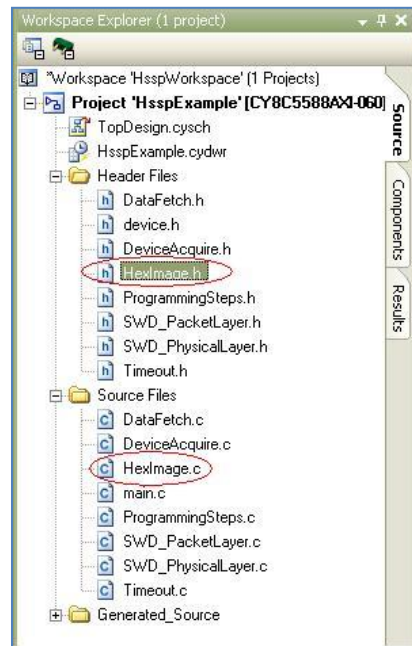 Workspace Explorer (1 project)
"Workspace 'HsspWorkspace' (1 Projects)
Project 'HsspExample' [CY8C5588AXI-060]
TopDesign.cysch
HsspExample.cydwr
Header Files
DataFetch.h
device.h
DeviceAcquire.h
HexImage.h
ProgrammingSteps.h
SWD_PacketLayer.h
SWD_PhysicalLayer.h
Timeout.h
Source Files
DataFetch.c
DeviceAcquire.c
HexImage.c
main.c
ProgrammingSteps.c
SWD_PacketLayer.c
SWD_PhysicalLayer.c
Timeout.c
Generated_Source
Source
Components
Results